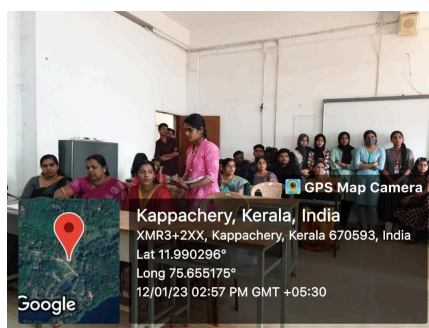 GPS Map Camera
Kappachery, Kerala, India
XMR3+2XX, Kappachery, Kerala 670593, India
Lat 11.990296°
Long 75.655175°
12/01/23 02:57 PM GMT +05:30
Google